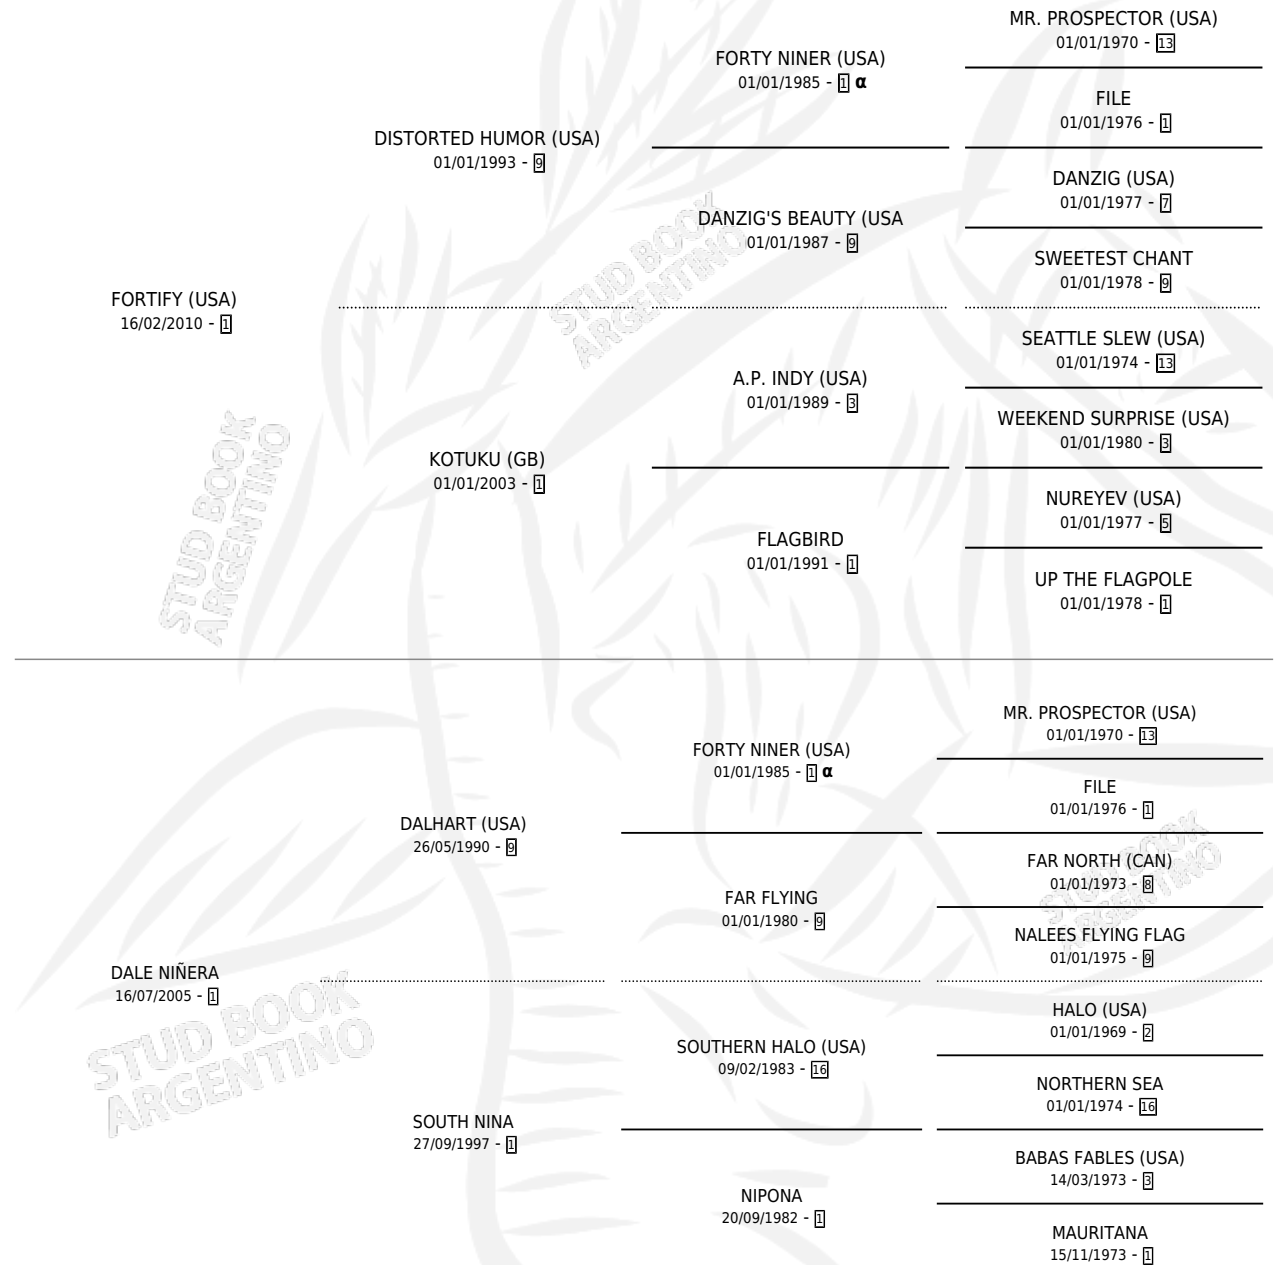 MR. PROSPECTOR (USA)
01/01/1970 - 13
FORTY NINER (USA)
01/01/1985 - 1 α
FILE
01/01/1976 - 1
DISTORTED HUMOR (USA)
01/01/1993 - 9
DANZIG (USA)
01/01/1977 - 7
DANZIG'S BEAUTY (USA
01/01/1987 - 9
SWEETEST CHANT
01/01/1978 - 9
FORTIFY (USA)
16/02/2010 - 1
SEATTLE SLEW (USA)
01/01/1974 - 13
A.P. INDY (USA)
01/01/1989 - 3
WEEKEND SURPRISE (USA)
01/01/1980 - 3
KOTUKU (GB)
01/01/2003 - 1
NUREYEV (USA)
01/01/1977 - 5
FLAGBIRD
01/01/1991 - 1
UP THE FLAGPOLE
01/01/1978 - 1
STUD BOOK
ARGENTINO
STUD BOOK
ARGENTINO
MR. PROSPECTOR (USA)
01/01/1970 - 13
FORTY NINER (USA)
01/01/1985 - 1 α
FILE
01/01/1976 - 1
DALHART (USA)
26/05/1990 - 9
FAR NORTH (CAN)
01/01/1973 - 8
FAR FLYING
01/01/1980 - 9
NALEES FLYING FLAG
01/01/1975 - 9
DALE NIÑERA
16/07/2005 - 1
HALO (USA)
01/01/1969 - 2
SOUTHERN HALO (USA)
09/02/1983 - 16
NORTHERN SEA
01/01/1974 - 16
SOUTH NINA
27/09/1997 - 1
BABAS FABLES (USA)
14/03/1973 - 3
NIPONA
20/09/1982 - 1
MAURITANA
15/11/1973 - 1
STUD BOOK
ARGENTINO
STUD BOOK
ARGENTINO